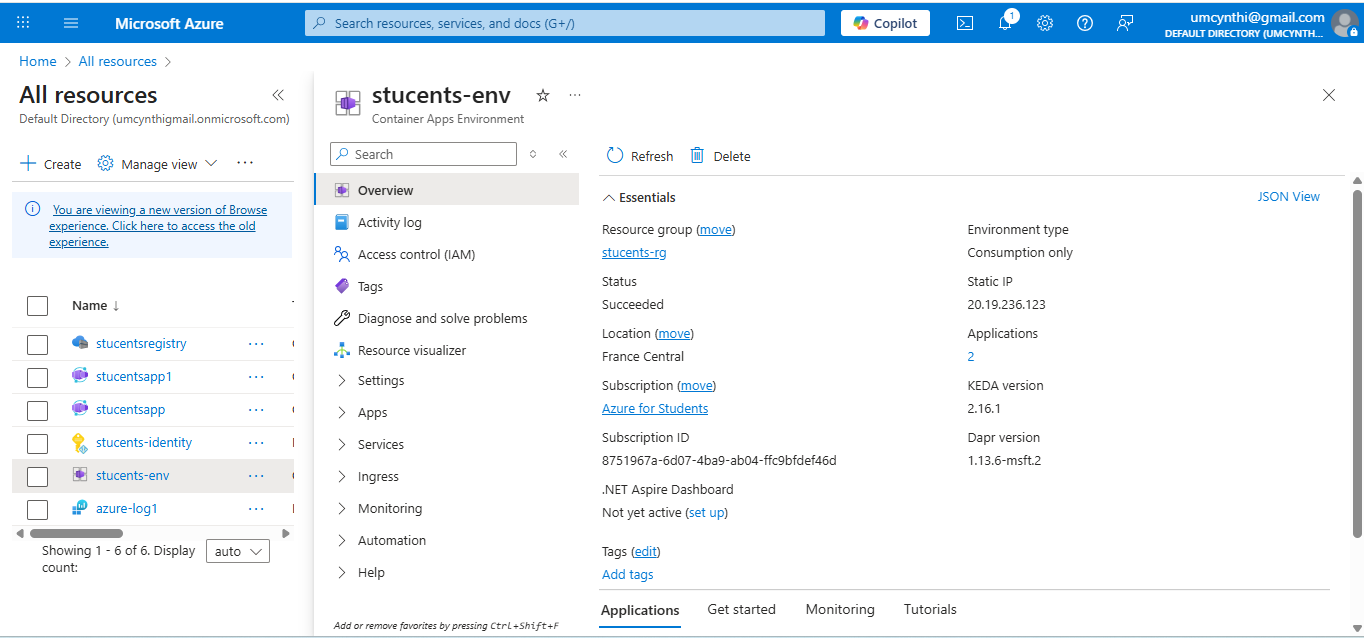 Microsoft Azure
Search resources, services, and docs (G+/)
Copilot
1
umcynthi@gmail.com
DEFAULT DIRECTORY (UMCYNTH...
Home > All resources >
All resources
Default Directory (umcynthigmail.onmicrosoft.com)
Create
Manage view
...
You are viewing a new version of Browse
experience. Click here to access the old
experience.
Name ↓
stucentsregistry ...
stucentsapp1 ...
stucentsapp ...
stucents-identity ...
stucents-env ...
azure-log1 ...
Showing 1 - 6 of 6. Display
count:
auto
stucents-env
...
Container Apps Environment
Search
Overview
Activity log
Access control (IAM)
Tags
Diagnose and solve problems
Resource visualizer
Settings
Apps
Services
Ingress
Monitoring
Automation
Help
Add or remove favorites by pressing Ctrl+Shift+F
Refresh
Delete
Essentials
JSON View
Resource group (move)
stucents-rg
Status
Succeeded
Location (move)
France Central
Subscription (move)
Azure for Students
Subscription ID
8751967a-6d07-4ba9-ab04-ffc9bfdef46d
.NET Aspire Dashboard
Not yet active (set up)
Environment type
Consumption only
Static IP
20.19.236.123
Applications
2
KEDA version
2.16.1
Dapr version
1.13.6-msft.2
Tags (edit)
Add tags
Applications
Get started
Monitoring
Tutorials